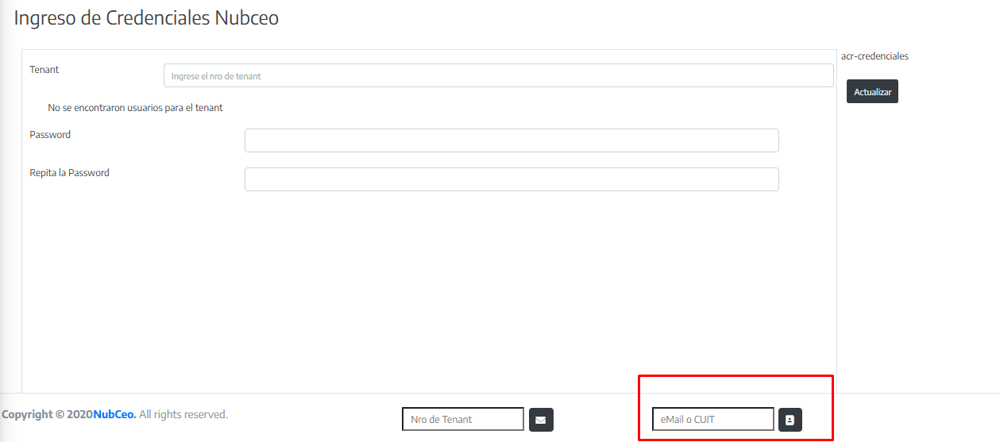 Ingreso de Credenciales Nubceo
Tenant
Ingrese el nro de tenant
acr-credenciales
Actualizar
No se encontraron usuarios para el tenant
Password
Repita la Password
Copyright © 2020NubCeo. All rights reserved.
Nro de Tenant
eMail o CUIT